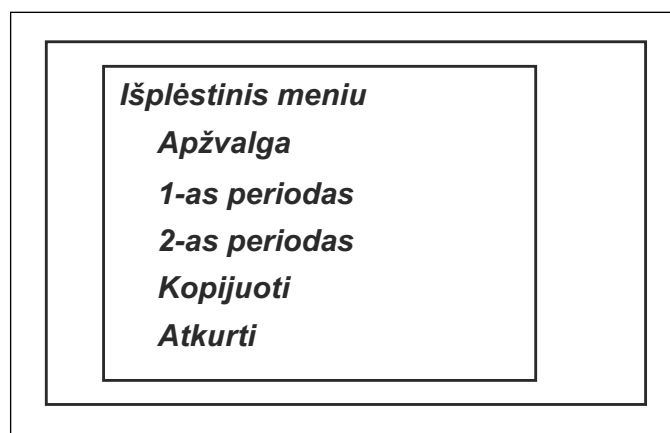 Išplėstinis meniu
Apžvalga
1-as periodas
2-as periodas
Kopijuoti
Atkurti